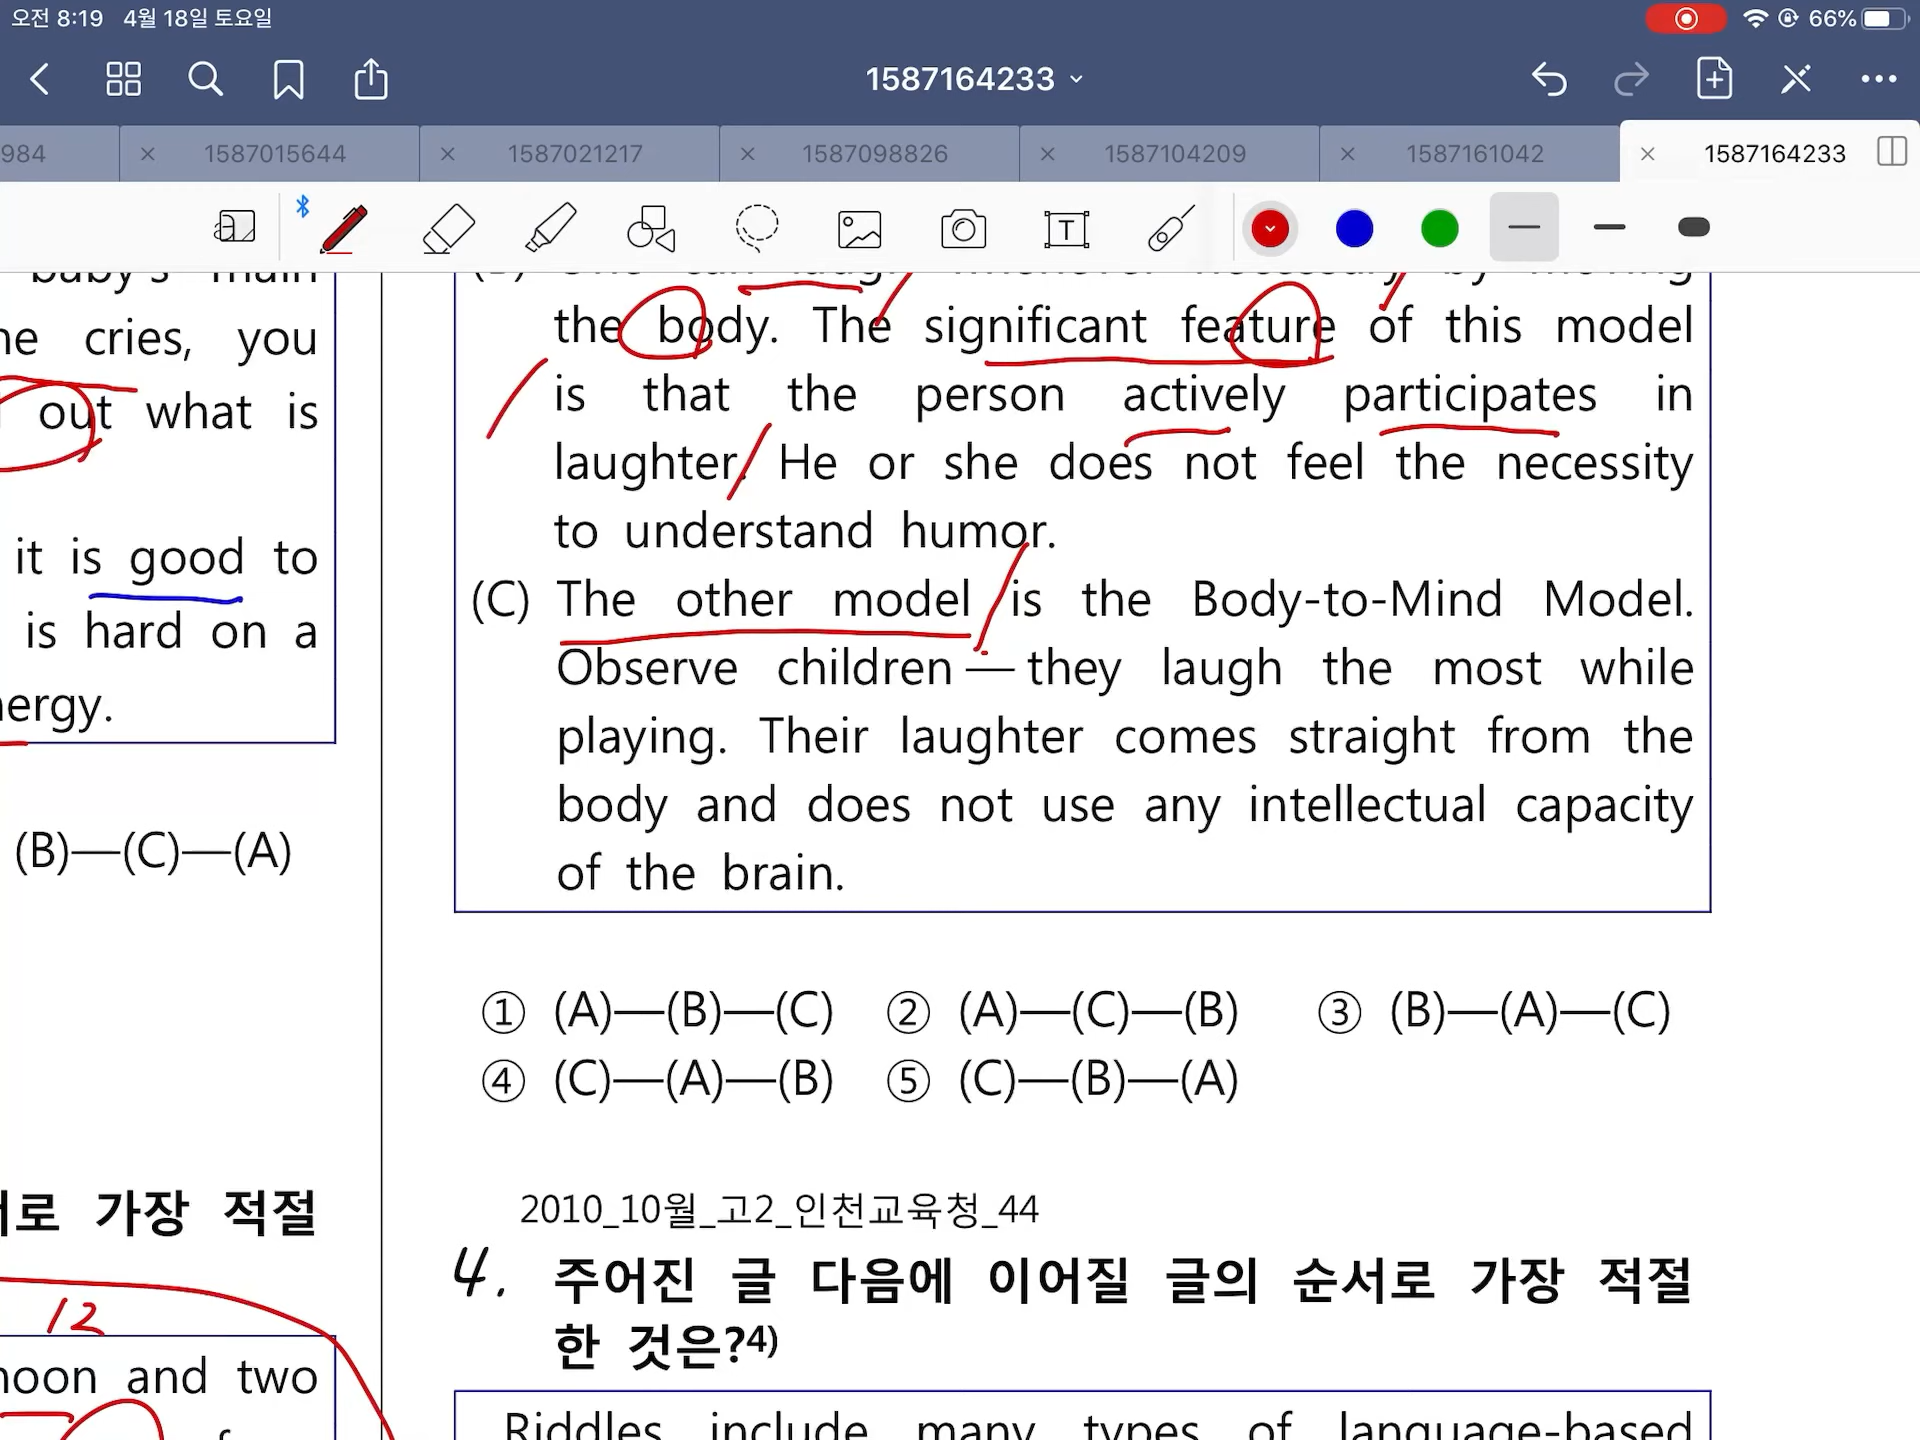 오전 8:19 4월 18일 토요일
66%
1587164233
984
1587015644
1587021217
1587098826
1587104209
1587161042
1587164233
baby's main
cries, you
out what is
it is good to
is hard on a
(B)—(C)—(A)
가장 적절
12
and two
by moving
the body. The significant feature of this model
is that the person actively participates in
laughter. He or she does not feel the necessity
to understand humor.
(C) The other model is the Body-to-Mind Model.
Observe children — they laugh the most while
playing. Their laughter comes straight from the
body and does not use any intellectual capacity
of the brain.
① (A)—(B)—(C) ② (A)—(C)—(B) ③ (B)—(A)—(C)
④ (C)—(A)—(B) ⑤ (C)—(B)—(A)
2010_10월_고2_인천교육청_44
4. 주어진 글 다음에 이어질 글의 순서로 가장 적절
한 것은?4)
Riddles include many types of language-based